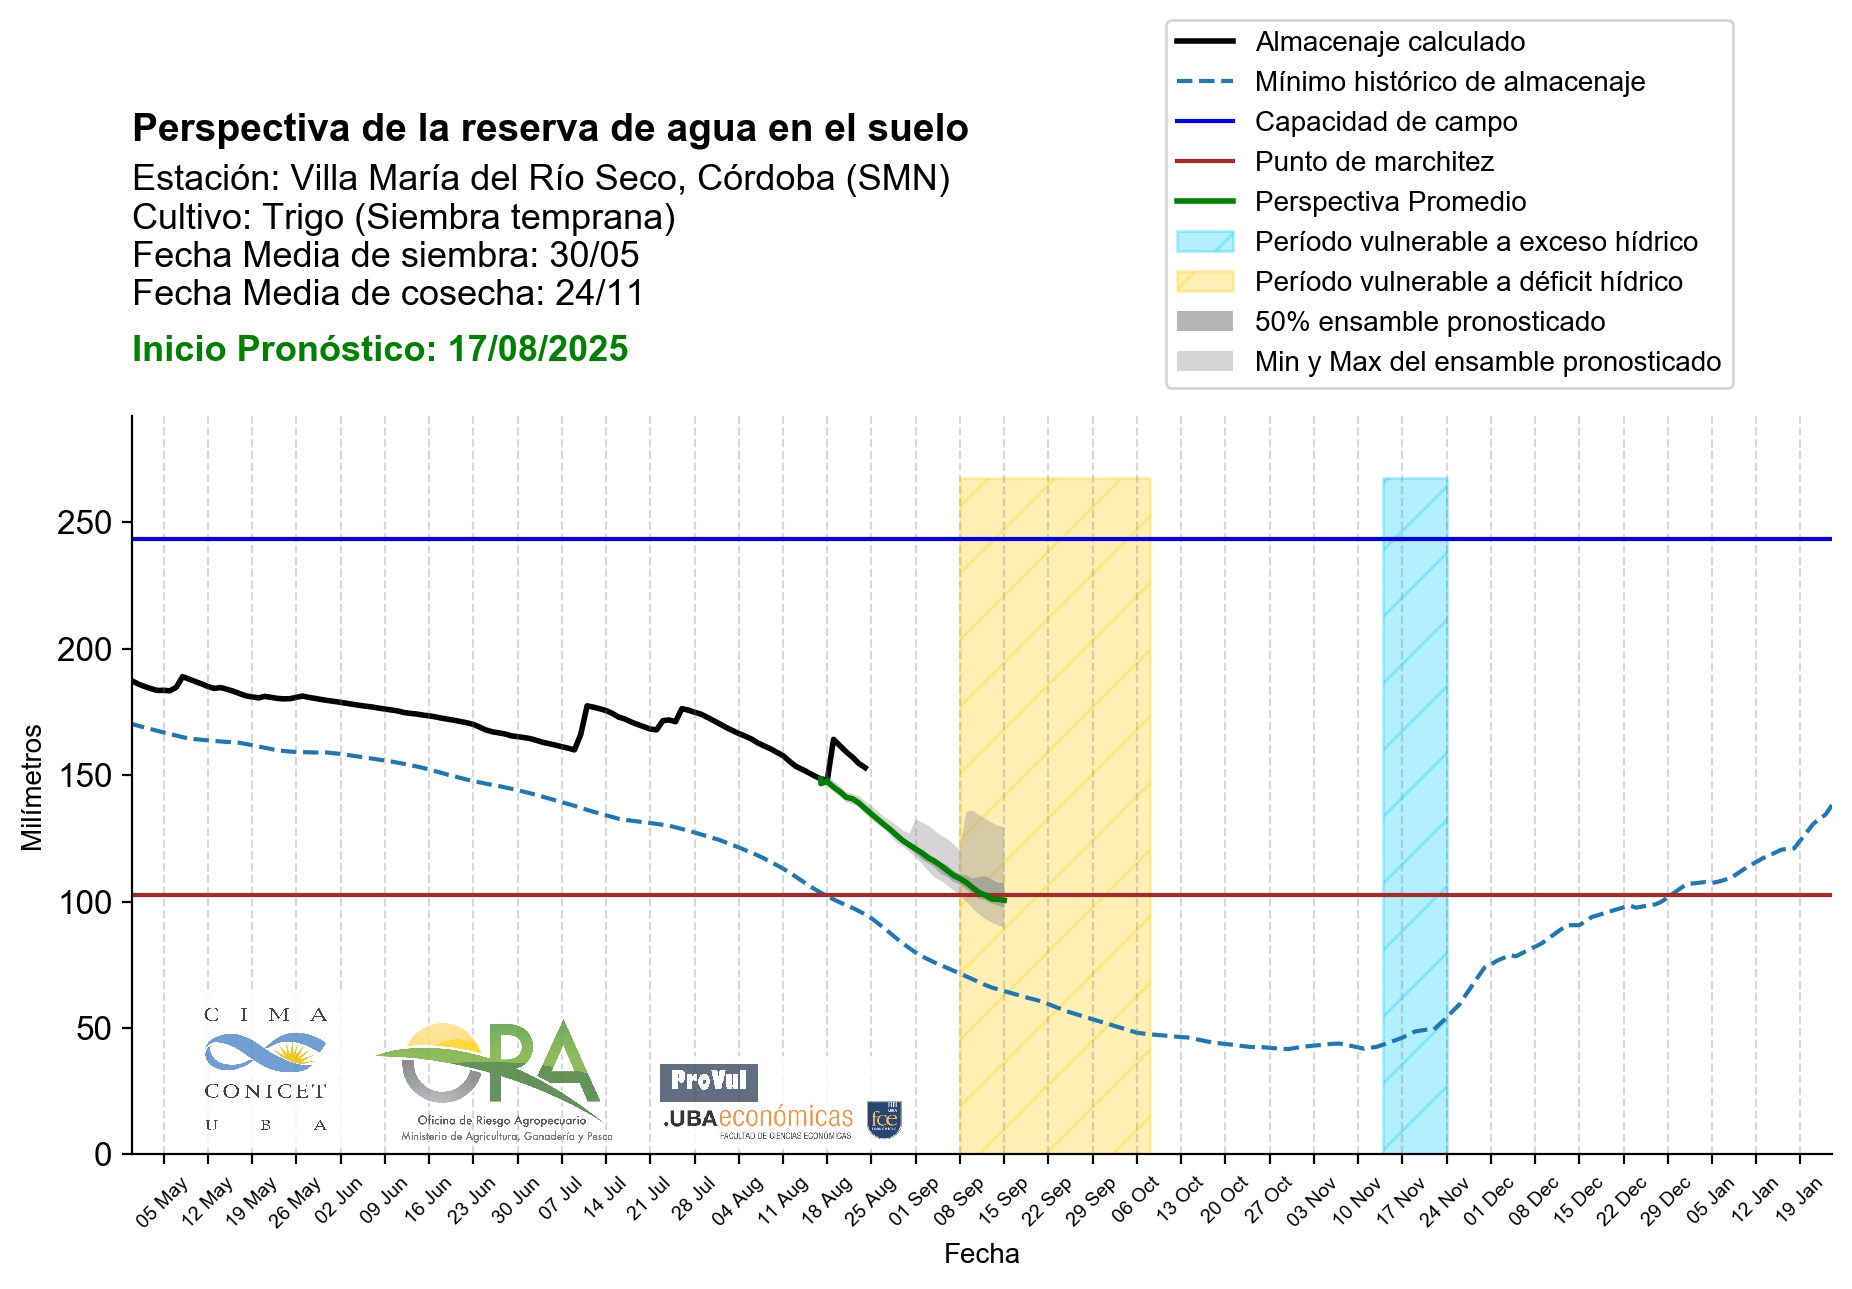 Almacenaje calculado
Mínimo histórico de almacenaje
Capacidad de campo
Punto de marchitez
Perspectiva Promedio
Período vulnerable a exceso hídrico
Período vulnerable a déficit hídrico
50% ensamble pronosticado
Min y Max del ensamble pronosticado
Perspectiva de la reserva de agua en el suelo
Estación: Villa María del Río Seco, Córdoba (SMN)
Cultivo: Trigo (Siembra temprana)
Fecha Media de siembra: 30/05
Fecha Media de cosecha: 24/11
Inicio Pronóstico: 17/08/2025
Milímetros
250
200
150
100
50
0
CIMA
CONICET
UBA
ORA
Oficina de Riesgo Agropecuario
Ministerio de Agricultura, Ganadería y Pesca
ProVul
.UBAeconómicas
FACULTAD DE CIENCIAS ECONÓMICAS
UBA
fce
ECONÓMICAS
05 May
12 May
19 May
26 May
02 Jun
09 Jun
16 Jun
23 Jun
30 Jun
07 Jul
14 Jul
21 Jul
28 Jul
04 Aug
11 Aug
18 Aug
25 Aug
01 Sep
08 Sep
15 Sep
22 Sep
29 Sep
06 Oct
13 Oct
20 Oct
27 Oct
03 Nov
10 Nov
17 Nov
24 Nov
01 Dec
08 Dec
15 Dec
22 Dec
29 Dec
05 Jan
12 Jan
19 Jan
Fecha